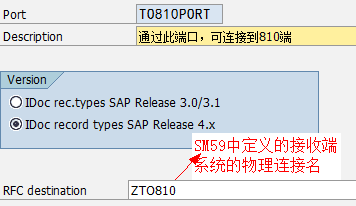 Port TO810PORT
Description 通过此端口，可连接到810端
Version
IDoc rec.types SAP Release 3.0/3.1
IDoc record types SAP Release 4.x
SM59中定义的接收端
系统的物理连接名
RFC destination ZTO810